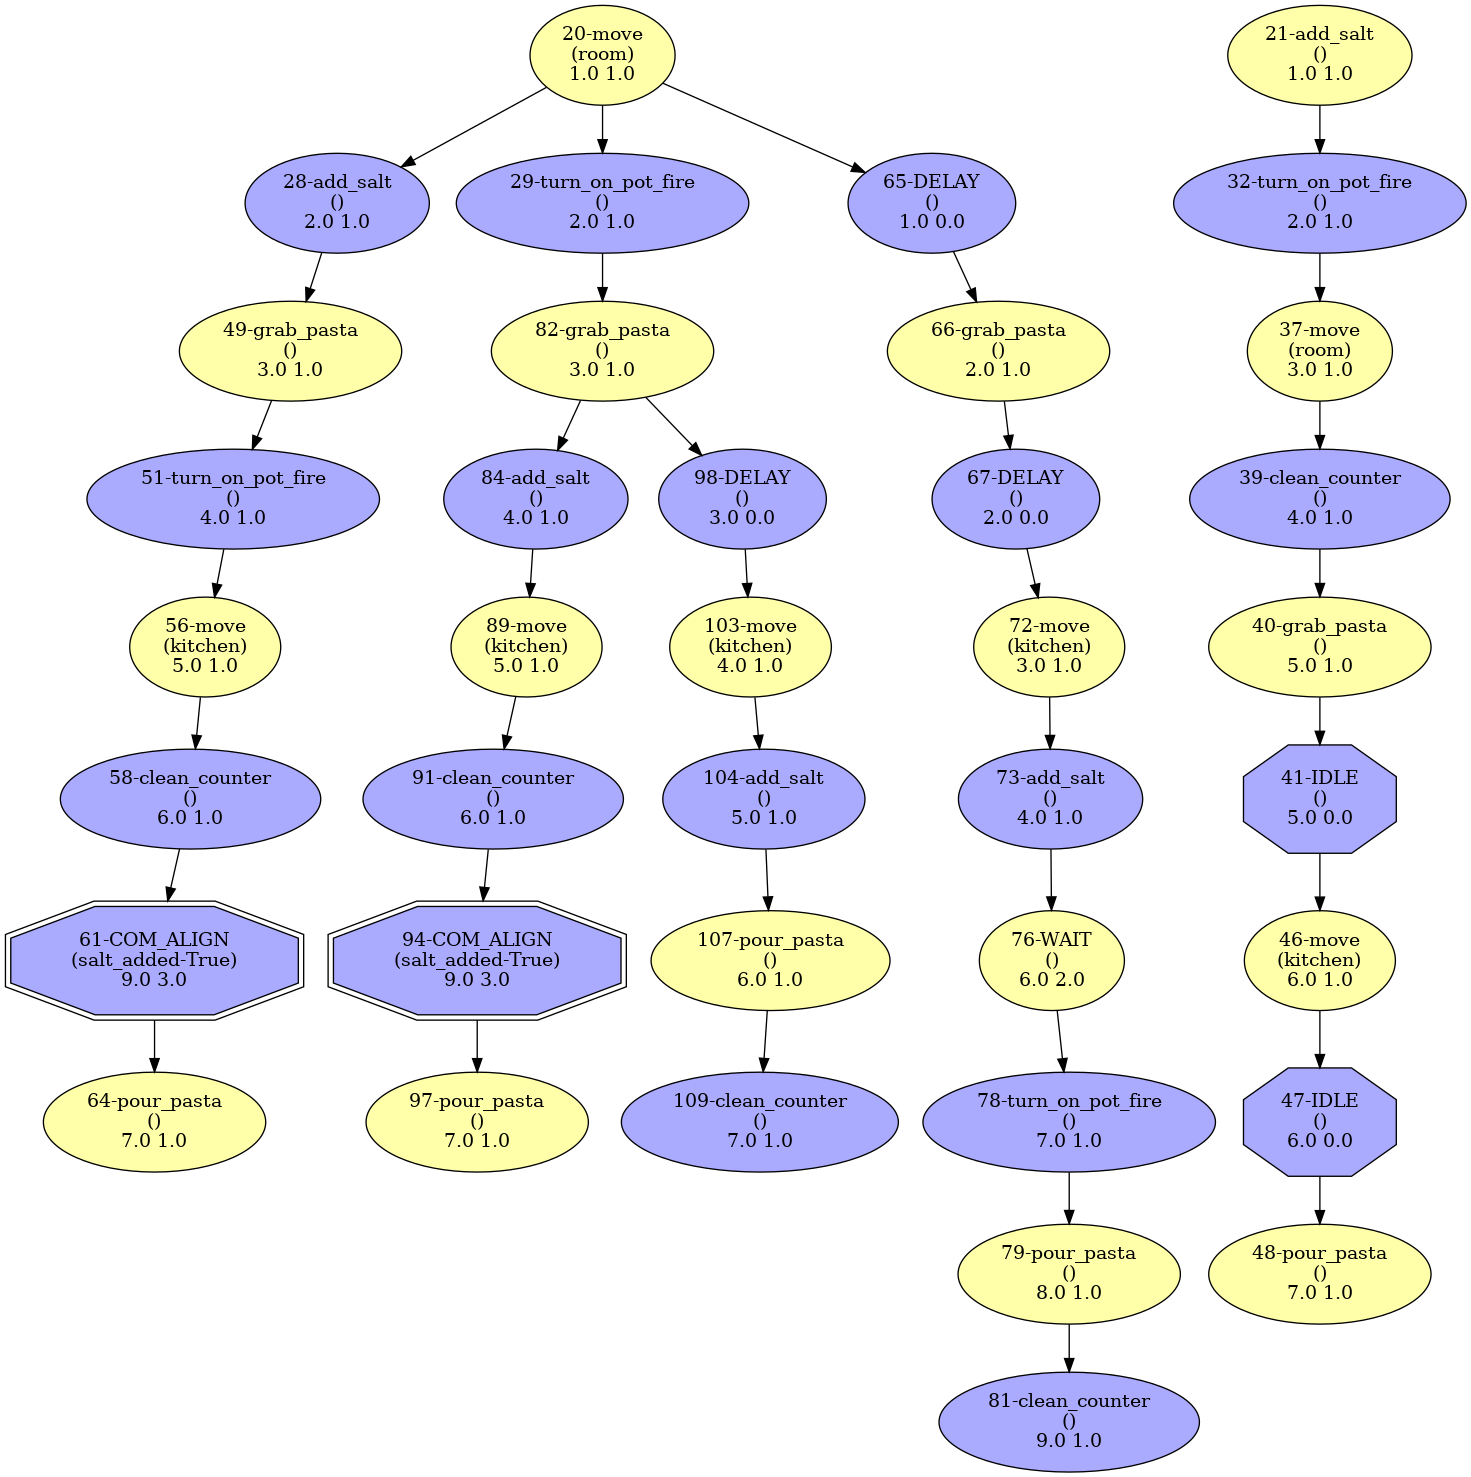 20-move
(room)
1.0 1.0
21-add_salt
()
1.0 1.0
28-add_salt
()
2.0 1.0
29-turn_on_pot_fire
()
2.0 1.0
65-DELAY
()
1.0 0.0
32-turn_on_pot_fire
()
2.0 1.0
49-grab_pasta
()
3.0 1.0
82-grab_pasta
()
3.0 1.0
66-grab_pasta
()
2.0 1.0
37-move
(room)
3.0 1.0
51-turn_on_pot_fire
()
4.0 1.0
84-add_salt
()
4.0 1.0
98-DELAY
()
3.0 0.0
67-DELAY
()
2.0 0.0
39-clean_counter
()
4.0 1.0
56-move
(kitchen)
5.0 1.0
89-move
(kitchen)
5.0 1.0
103-move
(kitchen)
4.0 1.0
72-move
(kitchen)
3.0 1.0
40-grab_pasta
()
5.0 1.0
58-clean_counter
()
6.0 1.0
91-clean_counter
()
6.0 1.0
104-add_salt
()
5.0 1.0
73-add_salt
()
4.0 1.0
41-IDLE
()
5.0 0.0
61-COM_ALIGN
(salt_added-True)
9.0 3.0
94-COM_ALIGN
(salt_added-True)
9.0 3.0
107-pour_pasta
()
6.0 1.0
76-WAIT
()
6.0 2.0
46-move
(kitchen)
6.0 1.0
64-pour_pasta
()
7.0 1.0
97-pour_pasta
()
7.0 1.0
109-clean_counter
()
7.0 1.0
78-turn_on_pot_fire
()
7.0 1.0
47-IDLE
()
6.0 0.0
79-pour_pasta
()
8.0 1.0
48-pour_pasta
()
7.0 1.0
81-clean_counter
()
9.0 1.0